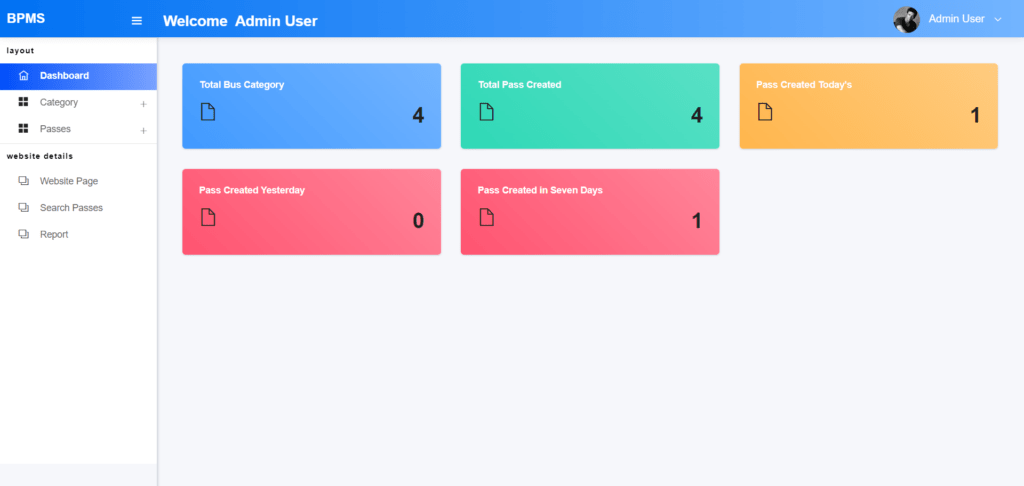 BPMS
Welcome Admin User
Admin User
layout
Dashboard
Category +
Passes +
website details
Website Page
Search Passes
Report
Total Bus Category
4
Total Pass Created
4
Pass Created Today's
1
Pass Created Yesterday
0
Pass Created in Seven Days
1